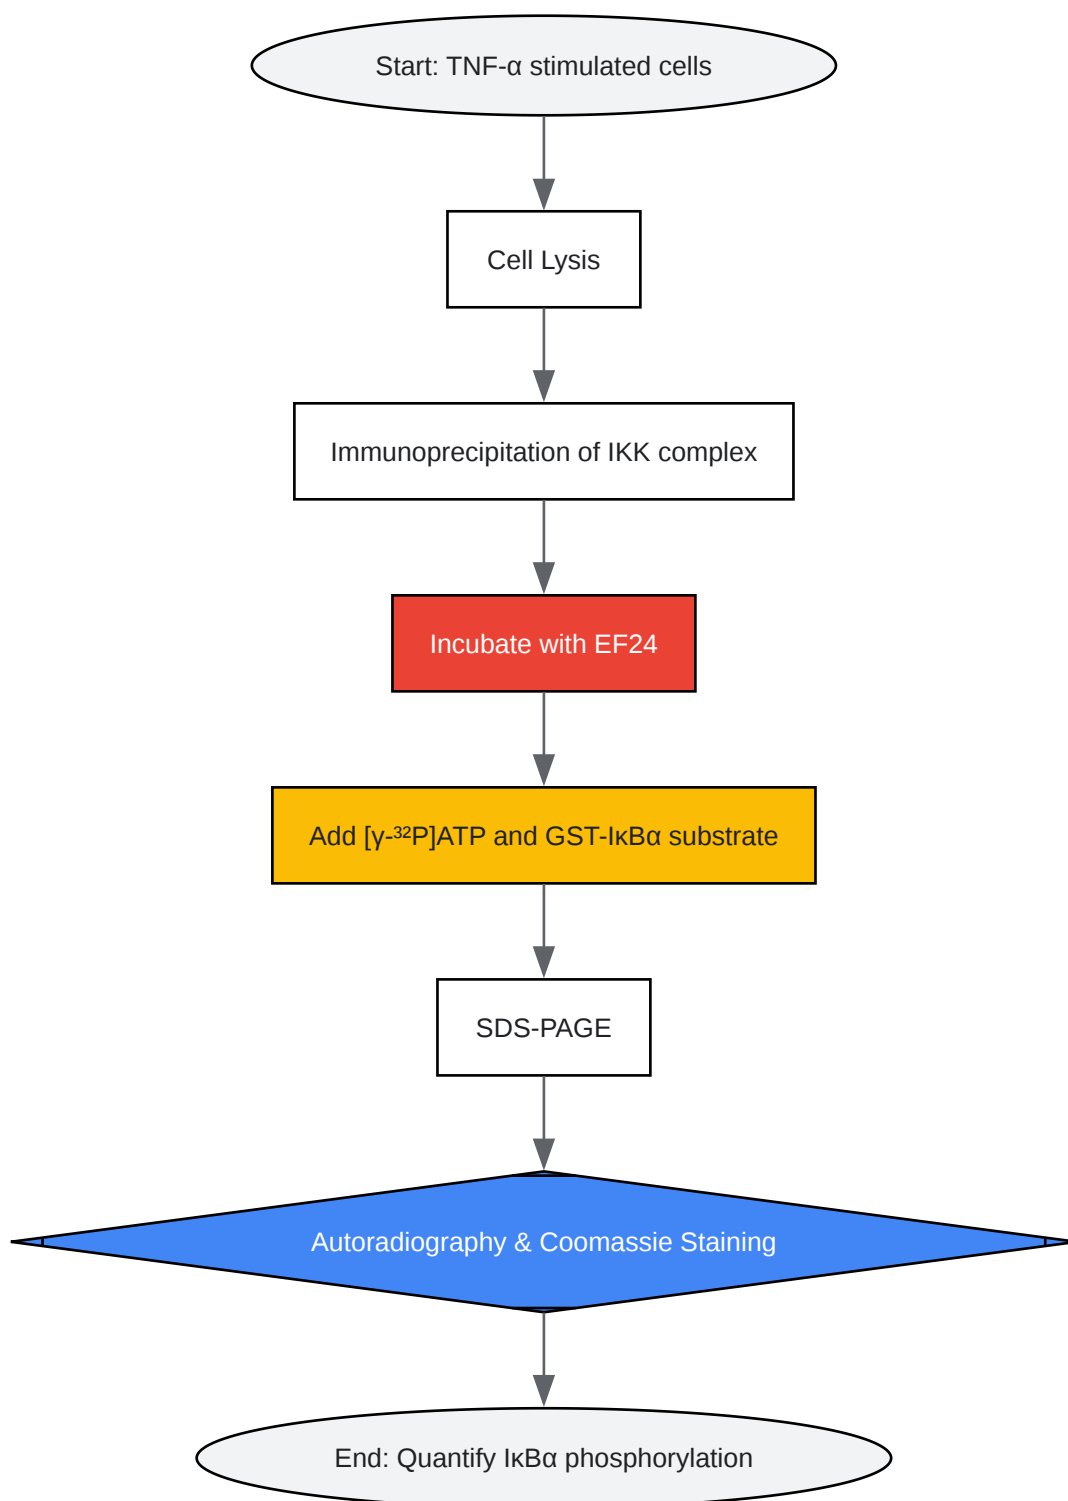 Start: TNF-α stimulated cells
Cell Lysis
Immunoprecipitation of IKK complex
Incubate with EF24
Add [γ-³²P]ATP and GST-IκBα substrate
SDS-PAGE
Autoradiography & Coomassie Staining
End: Quantify IκBα phosphorylation